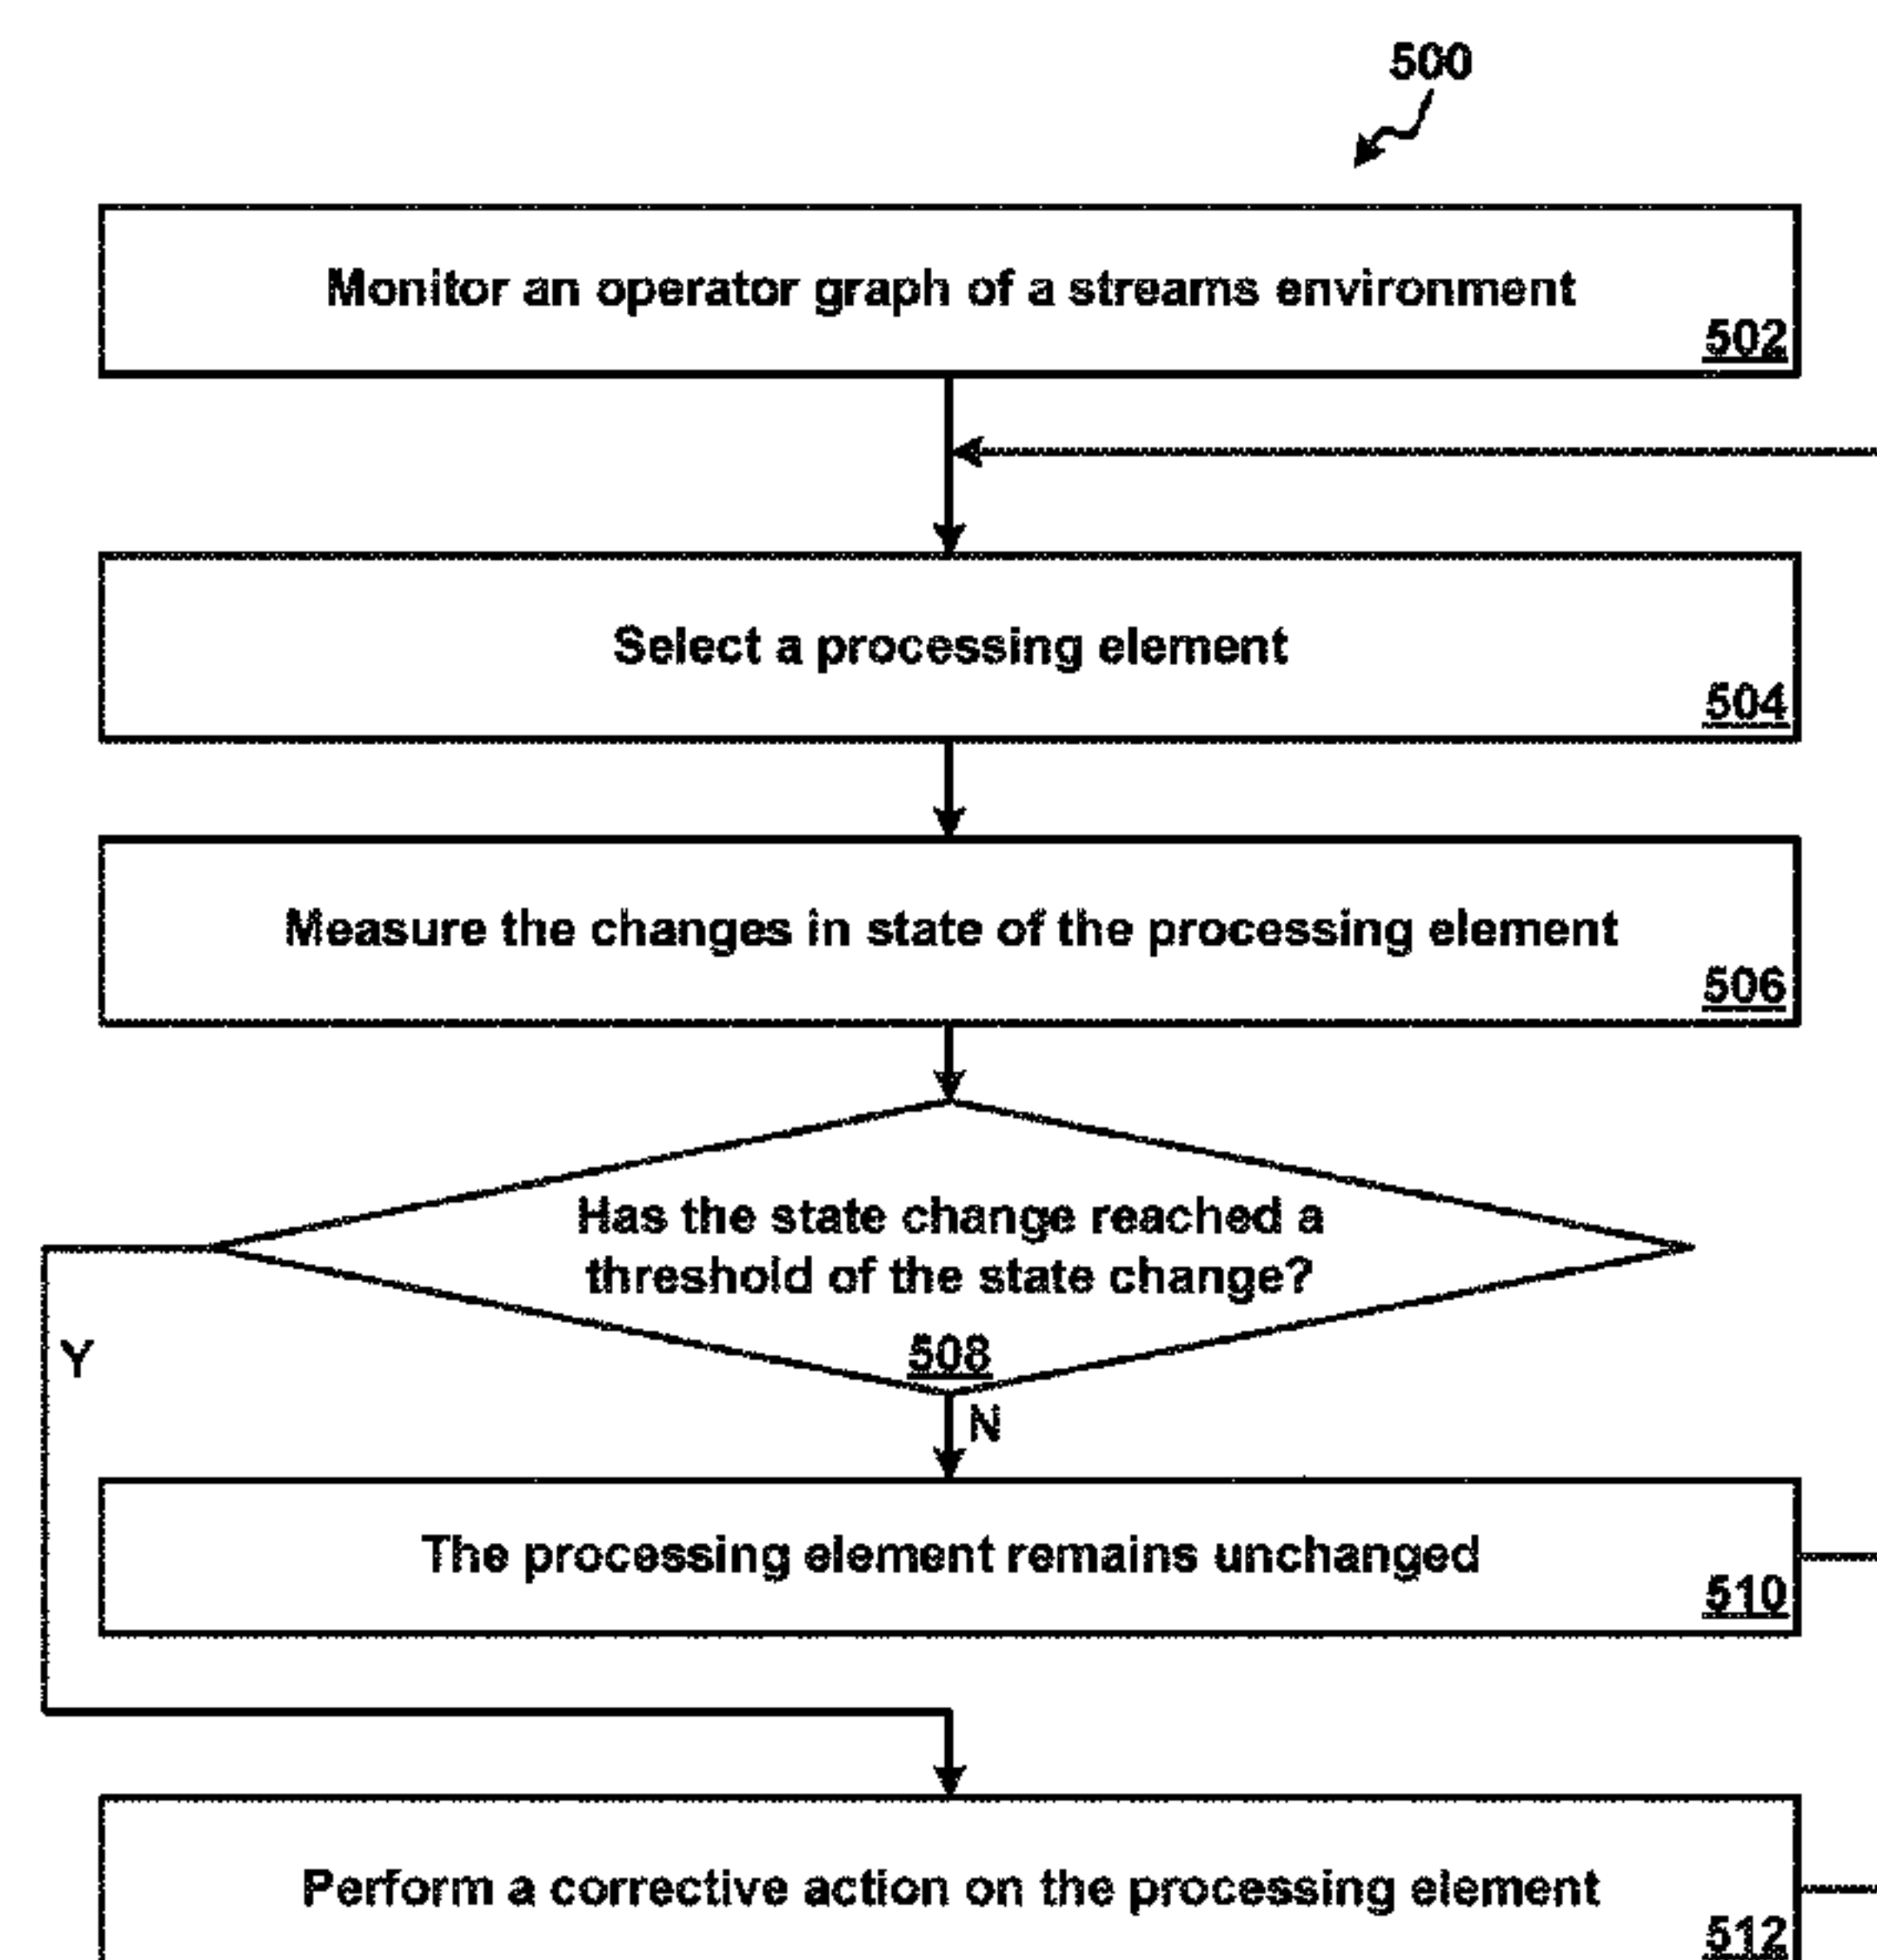 500
Monitor an operator graph of a streams environment
502
Select a processing element
504
Measure the changes in state of the processing element
506
Has the state change reached a
threshold of the state change?
508
Y
N
The processing element remains unchanged
510
Perform a corrective action on the processing element
512